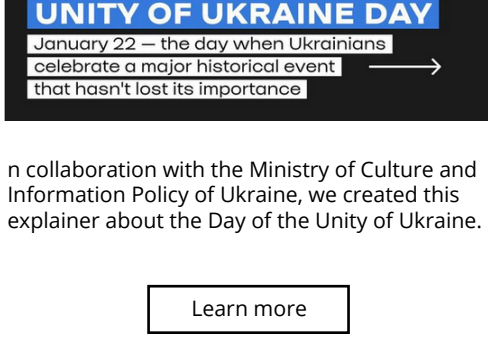 UNITY OF UKRAINE DAY
January 22 — the day when Ukrainians
celebrate a major historical event
that hasn't lost its importance
n collaboration with the Ministry of Culture and
Information Policy of Ukraine, we created this
explainer about the Day of the Unity of Ukraine.
Learn more